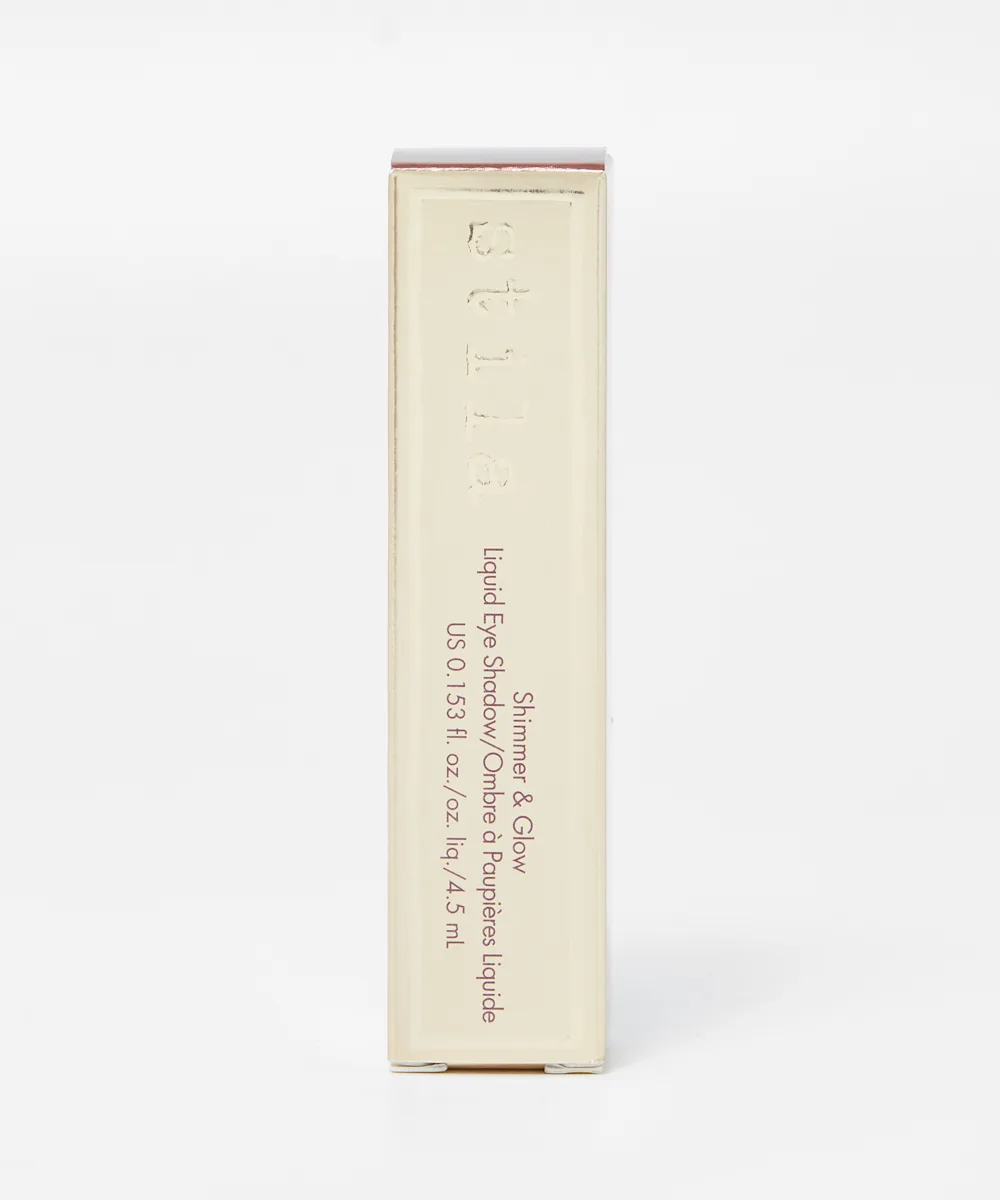 stila
Shimmer & Glow
Liquid Eye Shadow/Ombre à Paupières Liquide
US 0.153 fl. oz./oz. liq./4.5 mL